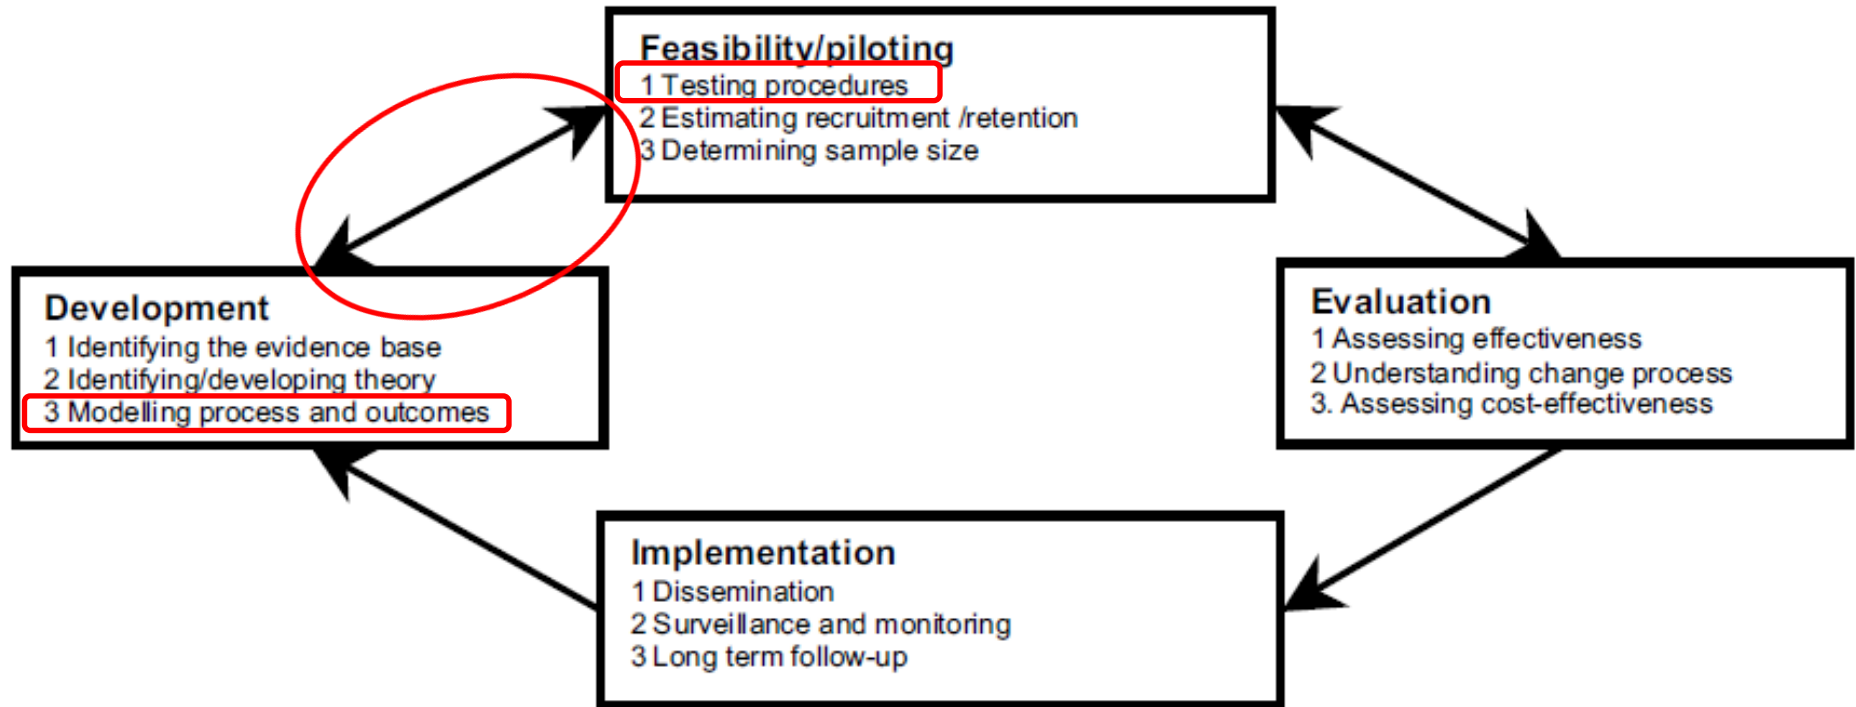 Feasibility/piloting
1 Testing procedures
2 Estimating recruitment /retention
3 Determining sample size
Development
1 Identifying the evidence base
2 Identifying/developing theory
3 Modelling process and outcomes
Evaluation
1 Assessing effectiveness
2 Understanding change process
3. Assessing cost-effectiveness
Implementation
1 Dissemination
2 Surveillance and monitoring
3 Long term follow-up